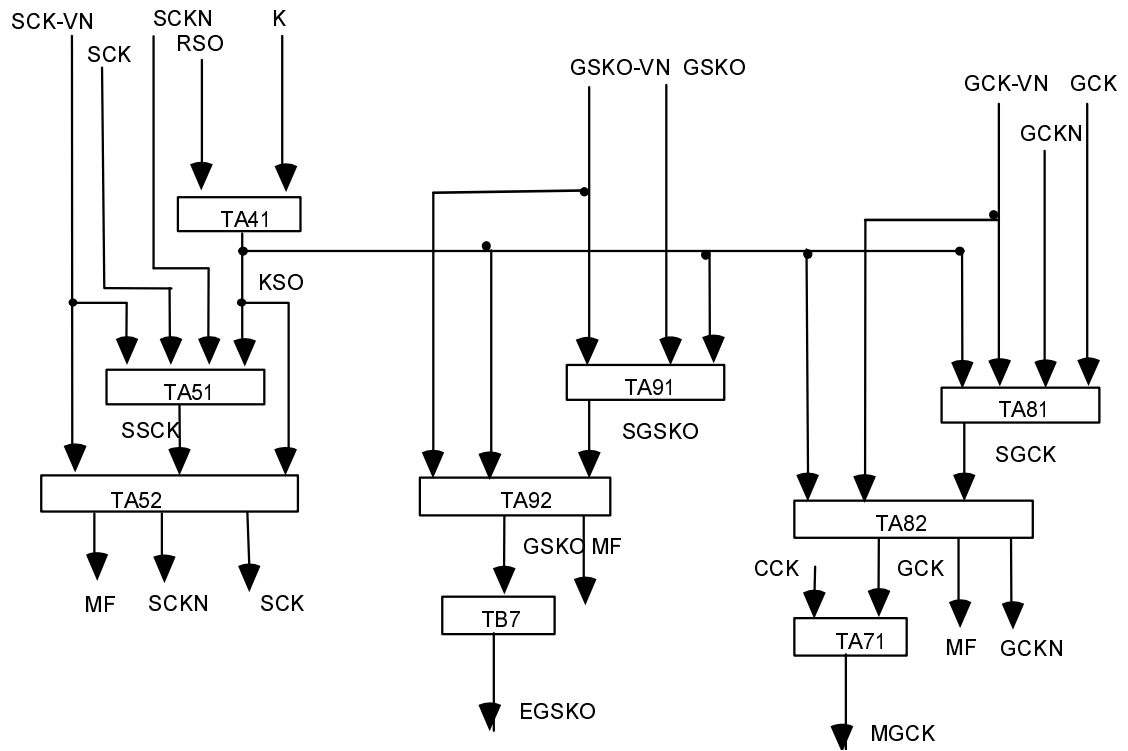 SCK-VN
SCKN
K
SCK
RSO
GSKO-VN
GSKO
GCK-VN
GCK
GCKN
TA41
KSO
TA51
TA91
TA81
SSCK
SGSKO
SGCK
TA52
TA92
TA82
GSKO
MF
CCK
GCK
MF
SCKN
SCK
TB7
TA71
MF
GCKN
EGSKO
MGCK